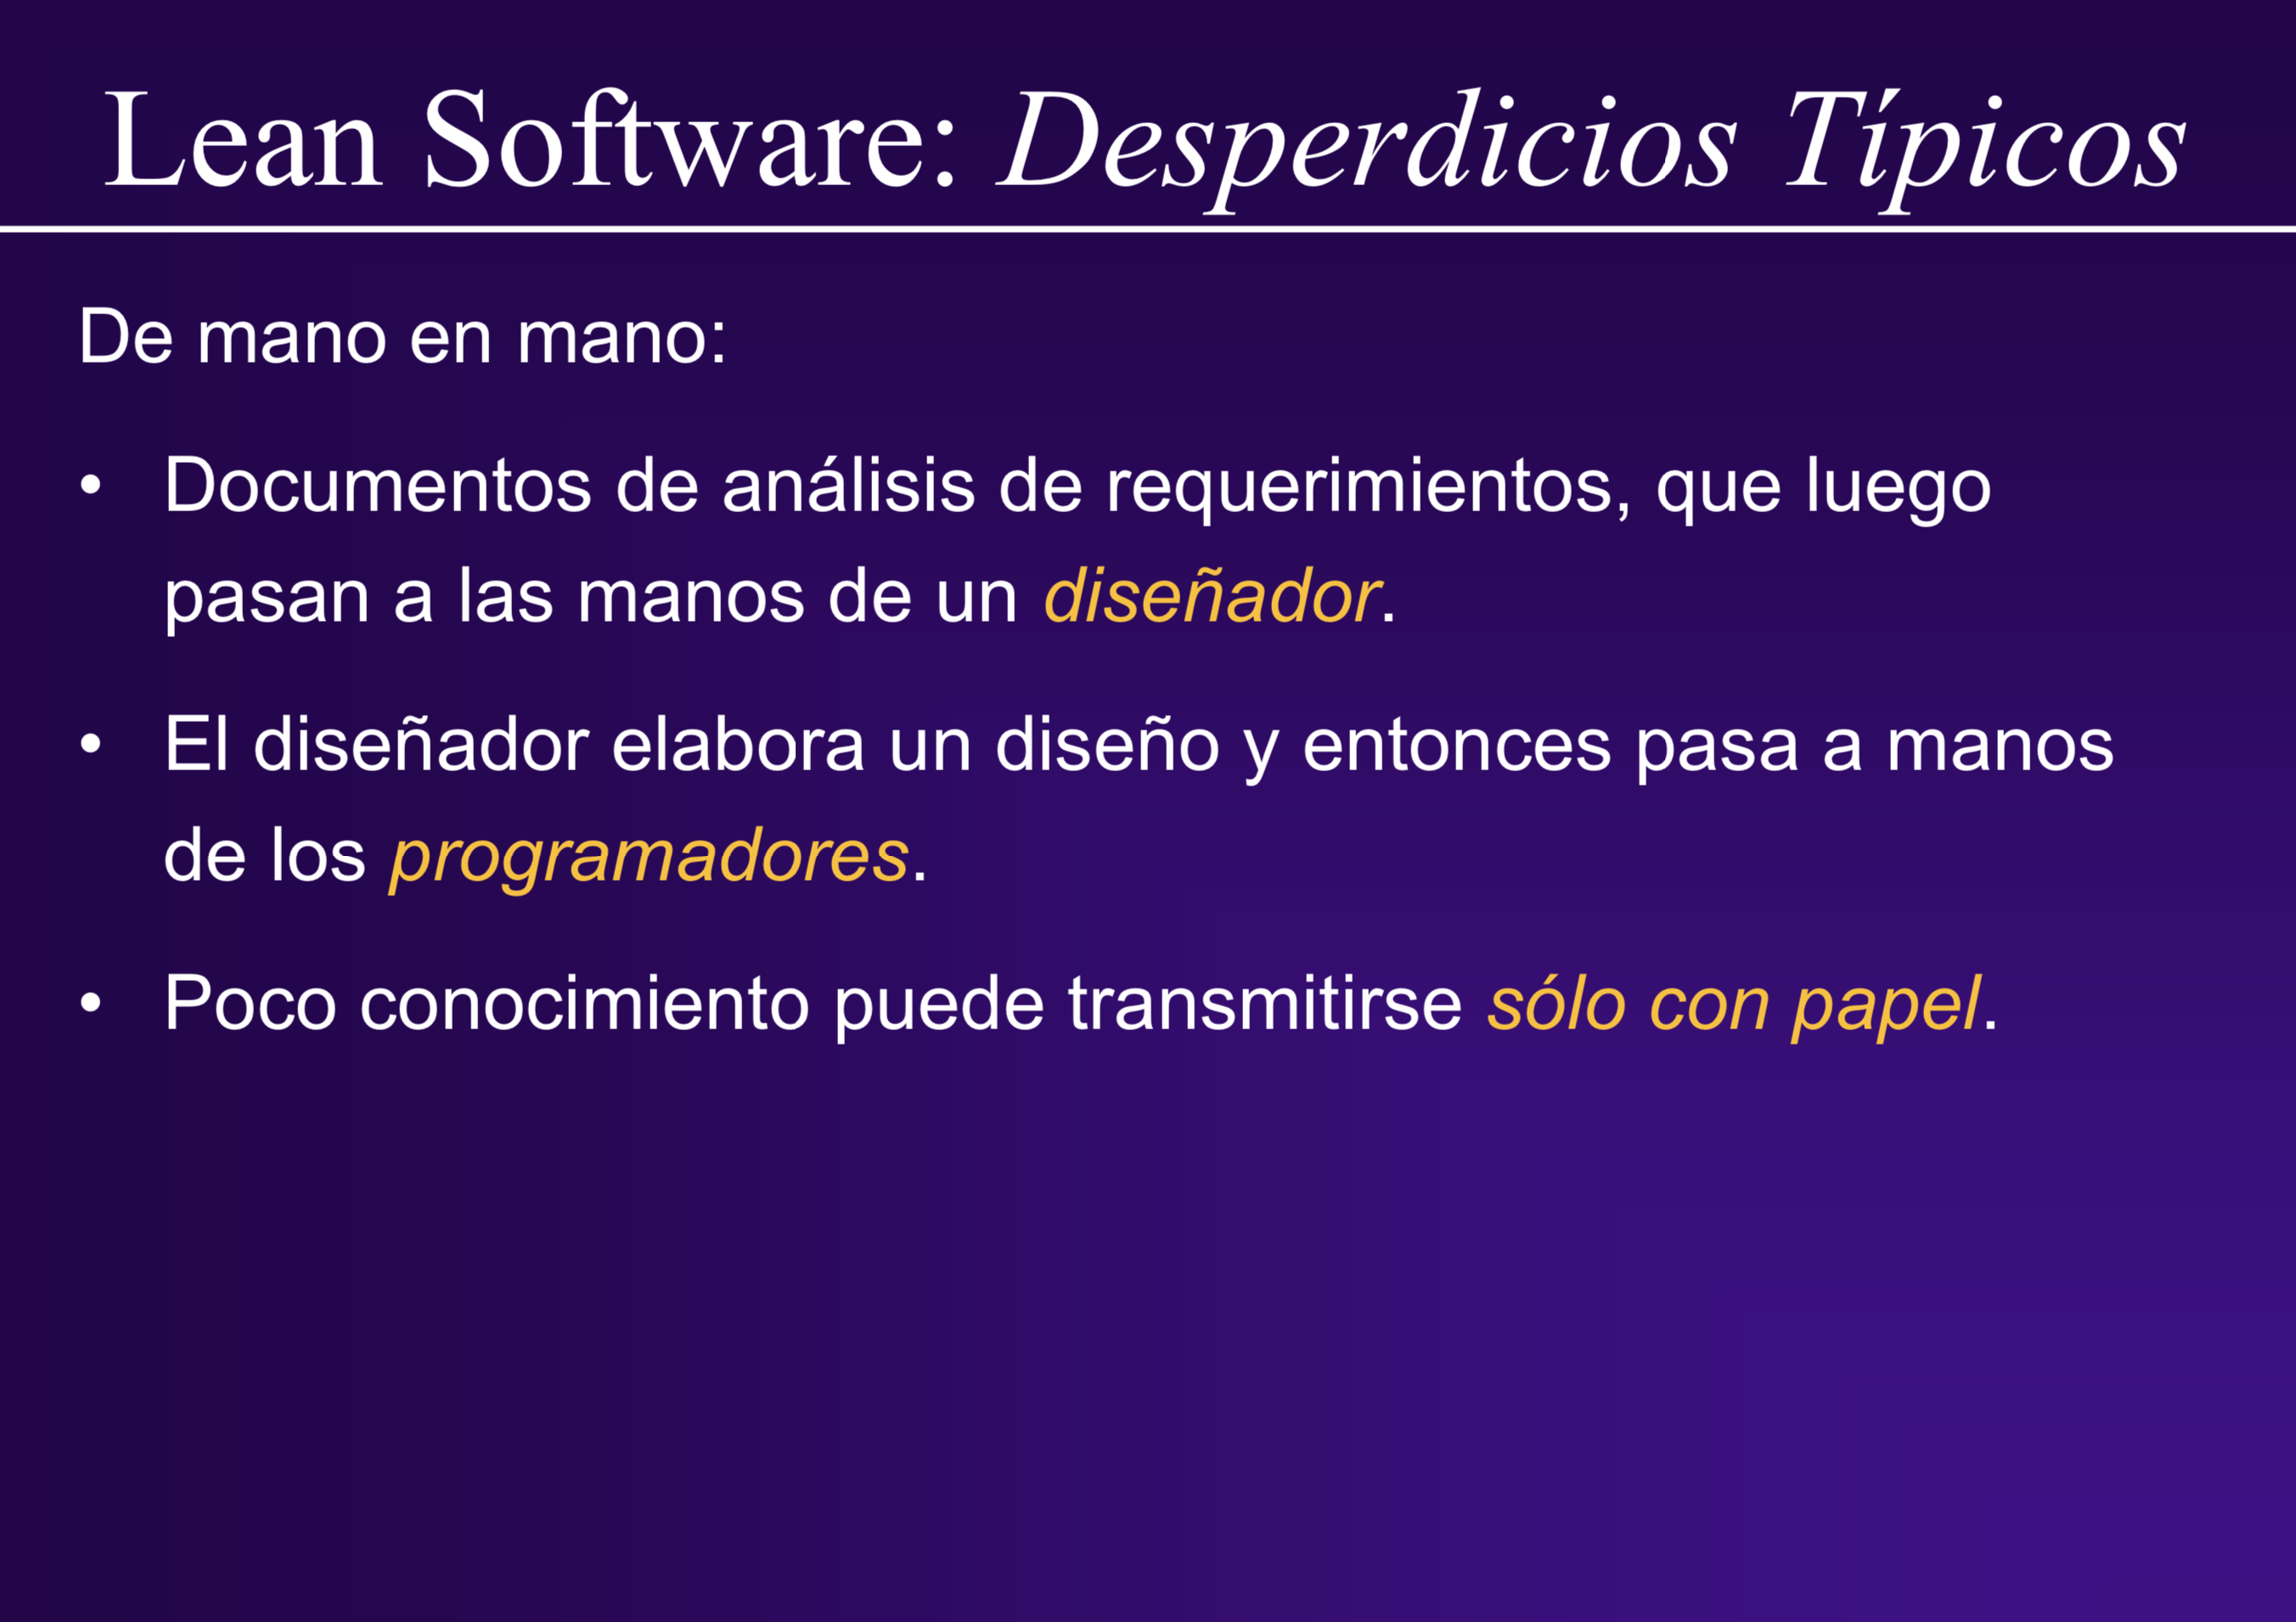 Lean Software: Desperdicios Típicos
De mano en mano:
• Documentos de análisis de requerimientos, que luego
pasan a las manos de un diseñador.
• El diseñador elabora un diseño y entonces pasa a manos
de los programadores.
• Poco conocimiento puede transmitirse sólo con papel.